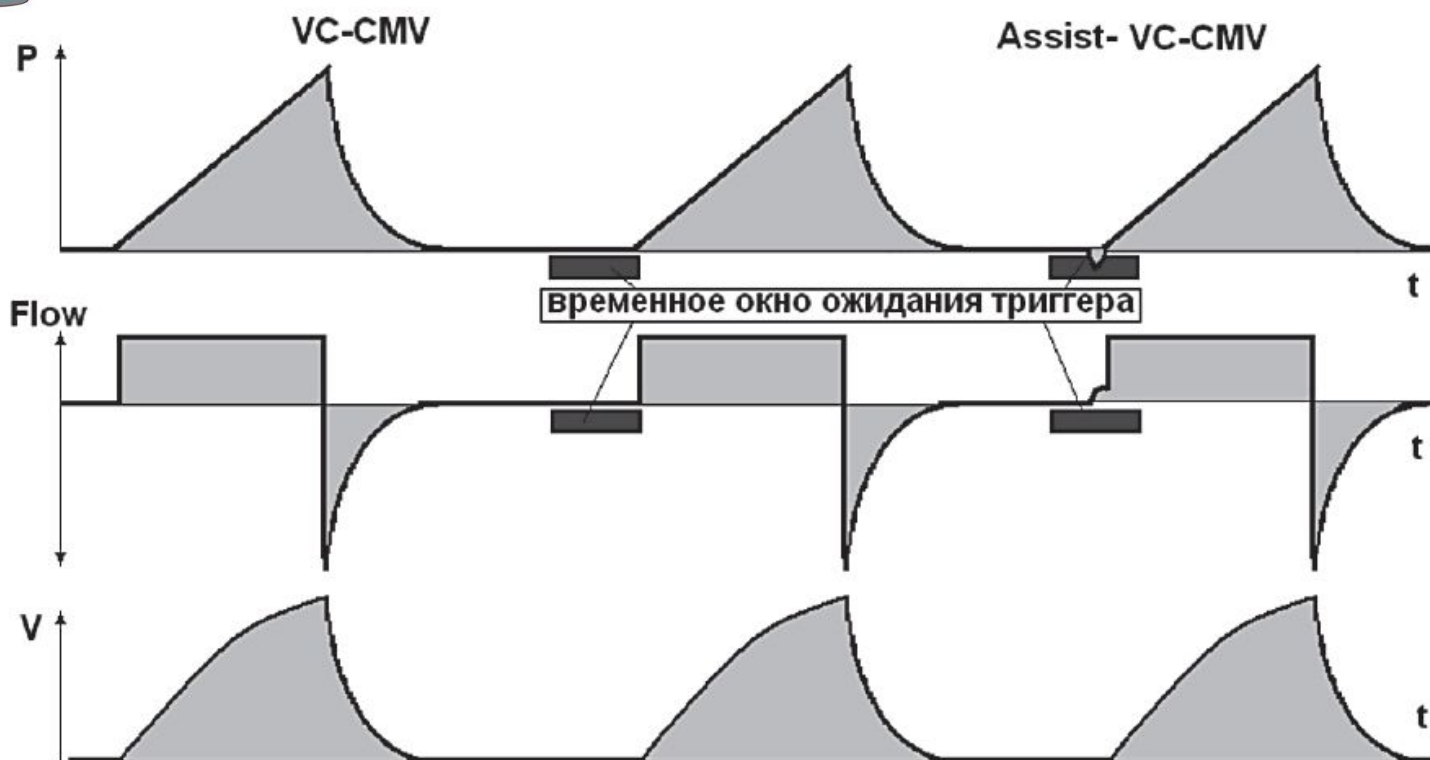 VC-CMV
Assist- VC-CMV
P
t
временное окно ожидания триггера
Flow
t
V
t